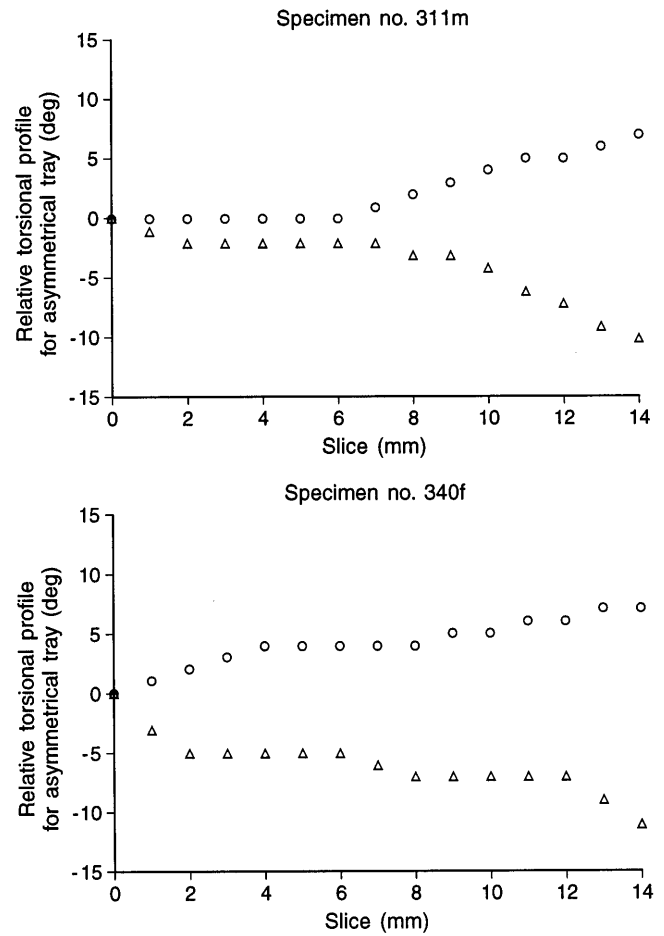 Specimen no. 311m
Relative torsional profile
for asymmetrical tray (deg)
15
10
5
0
-5
-10
-15
0 2 4 6 8 10 12 14
Slice (mm)
Specimen no. 340f
Relative torsional profile
for asymmetrical tray (deg)
15
10
5
0
-5
-10
-15
0 2 4 6 8 10 12 14
Slice (mm)